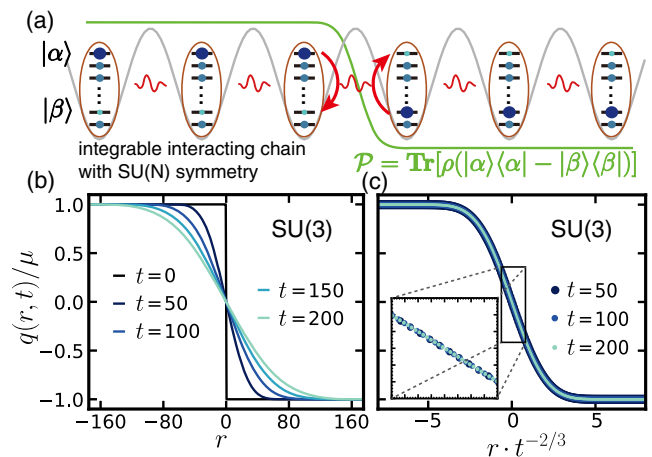 (a)
|α⟩
|β⟩
integrable interacting chain
with SU(N) symmetry
𝒫 = Tr[ρ(|α⟩⟨α| − |β⟩⟨β|)]
(b)
SU(3)
q(r, t)/μ
1.0
0.5
0.0
−0.5
−1.0
t = 0
t = 50
t = 100
t = 150
t = 200
−160
−80
0
80
160
r
(c)
SU(3)
t = 50
t = 100
t = 200
−5
0
5
r · t^{−2/3}